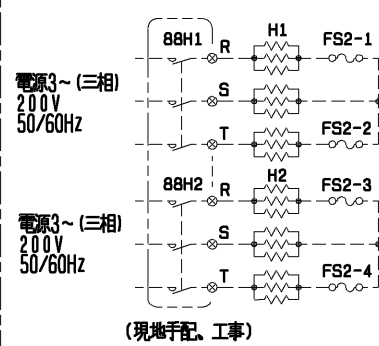 88H1 R H1 FS2-1
電源3~(三相)
200V
50/60Hz
S
T FS2-2
88H2 R H2 FS2-3
電源3~(三相)
200V
50/60Hz
S
T FS2-4
(現地手配、工事)